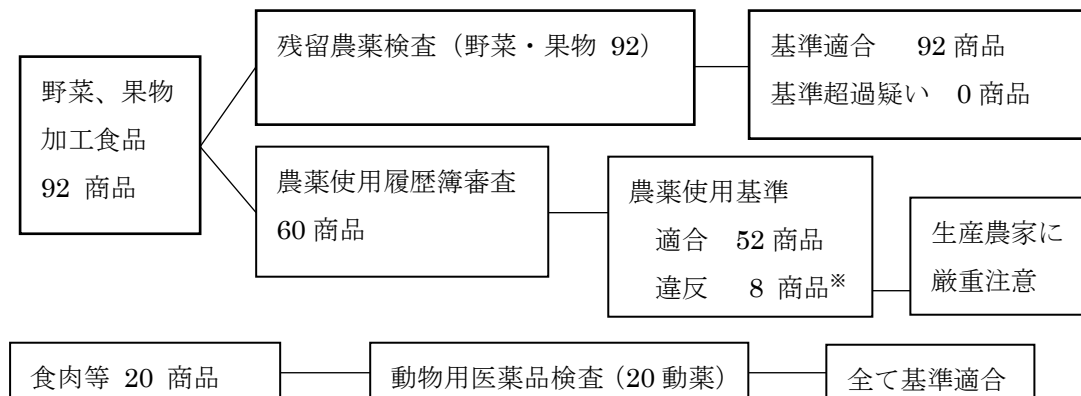 残留農薬検査（野菜・果物 92）
基準適合　92 商品
基準超過疑い　0 商品
野菜、果物
加工食品
92 商品
農薬使用履歴簿審査
60 商品
農薬使用基準
適合　52 商品
違反　8 商品※
生産農家に
厳重注意
食肉等 20 商品
動物用医薬品検査（20 動薬）
全て基準適合